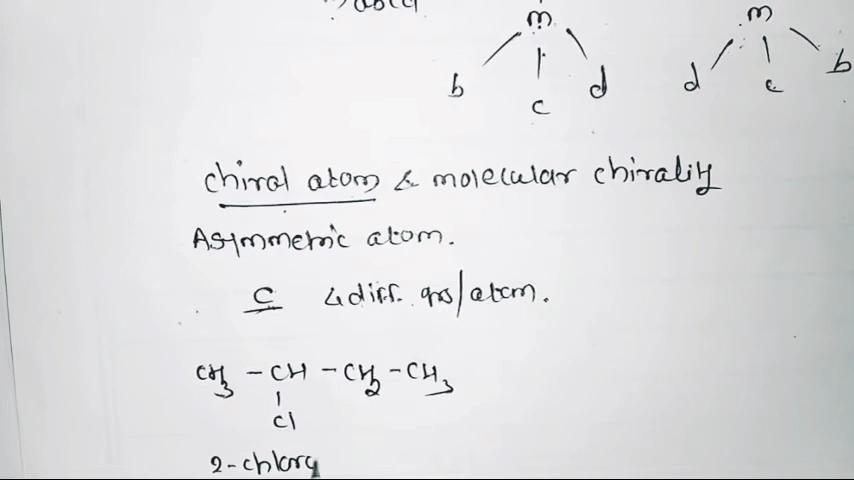 m m
b c d d c b
chiral atom & molecular chirality
Asymmetric atom.
C 4 diff. grs/atom.
CH3 - CH - CH2 - CH3
Cl
2-chloro